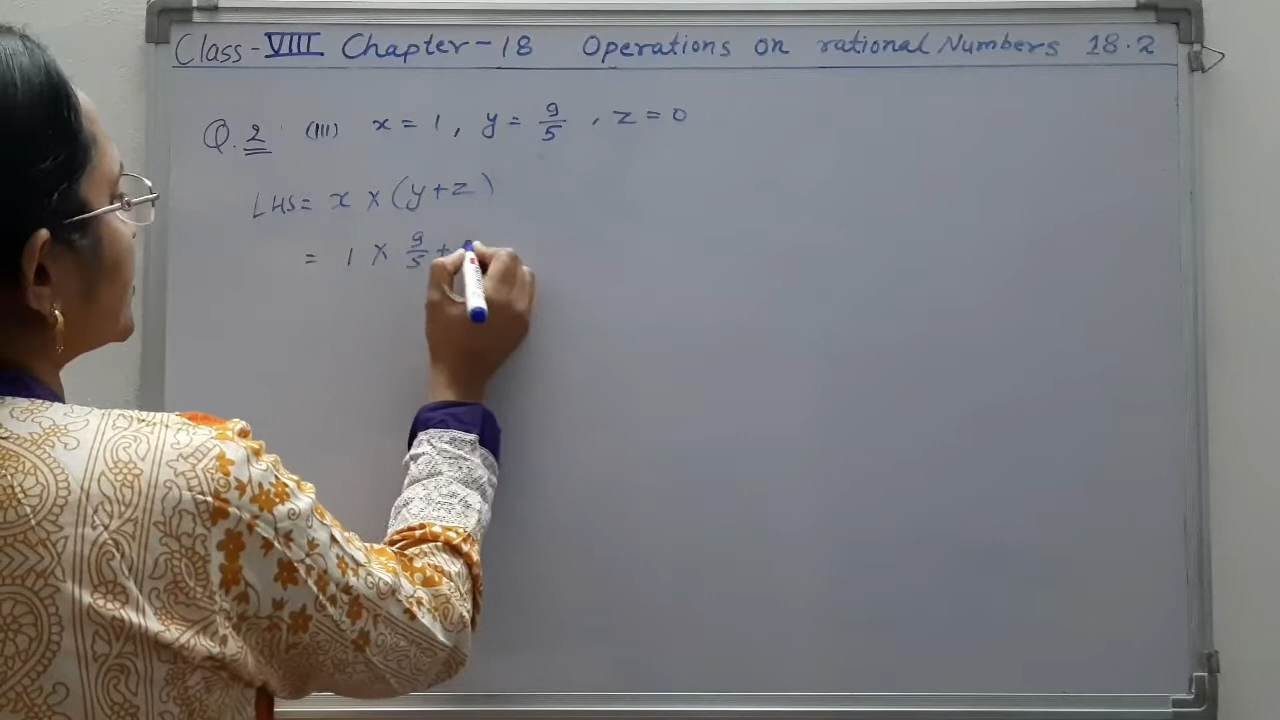 Class-VIII Chapter-18 Operations on rational Numbers 18.2
Q.2 (III) x = 1, y = 9/5, z = 0
LHS = x × (y+z)
= 1 × 9/5 +